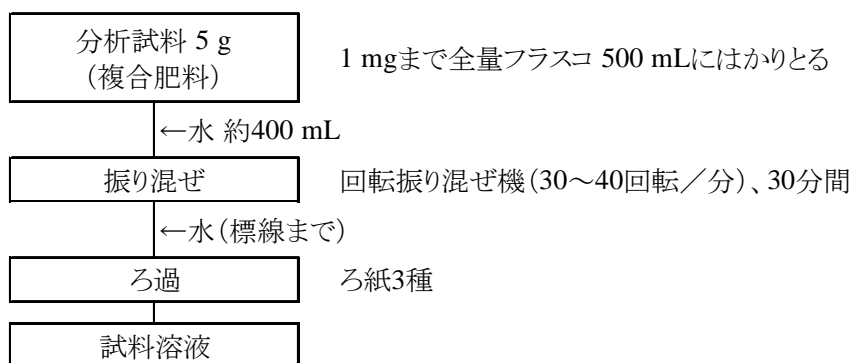 分析試料 5 g
(複合肥料)
1 mgまで全量フラスコ 500 mLにはかりとる
←水 約400 mL
振り混ぜ
回転振り混ぜ機(30~40回転/分)、30分間
←水(標線まで)
ろ過
ろ紙3種
試料溶液